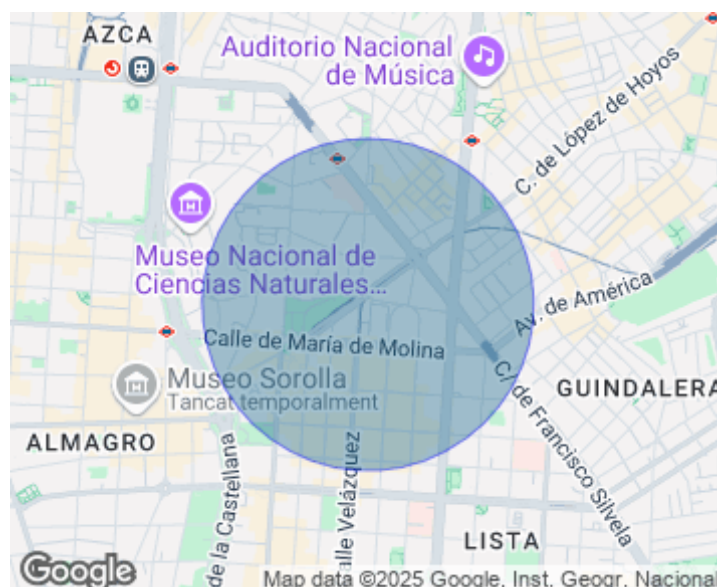 AZCA
Auditorio Nacional
de Música
C. de López de Hoyos
Museo Nacional de
Ciencias Naturales...
Av. de América
Calle de María de Molina
Museo Sorolla
Tancat temporalment
C/. de Francisco Silvela
GUINDALERA
ALMAGRO
de la Castellana
alle Velázquez
LISTA
Google
Map data ©2025 Google, Inst. Geogr. Nacional